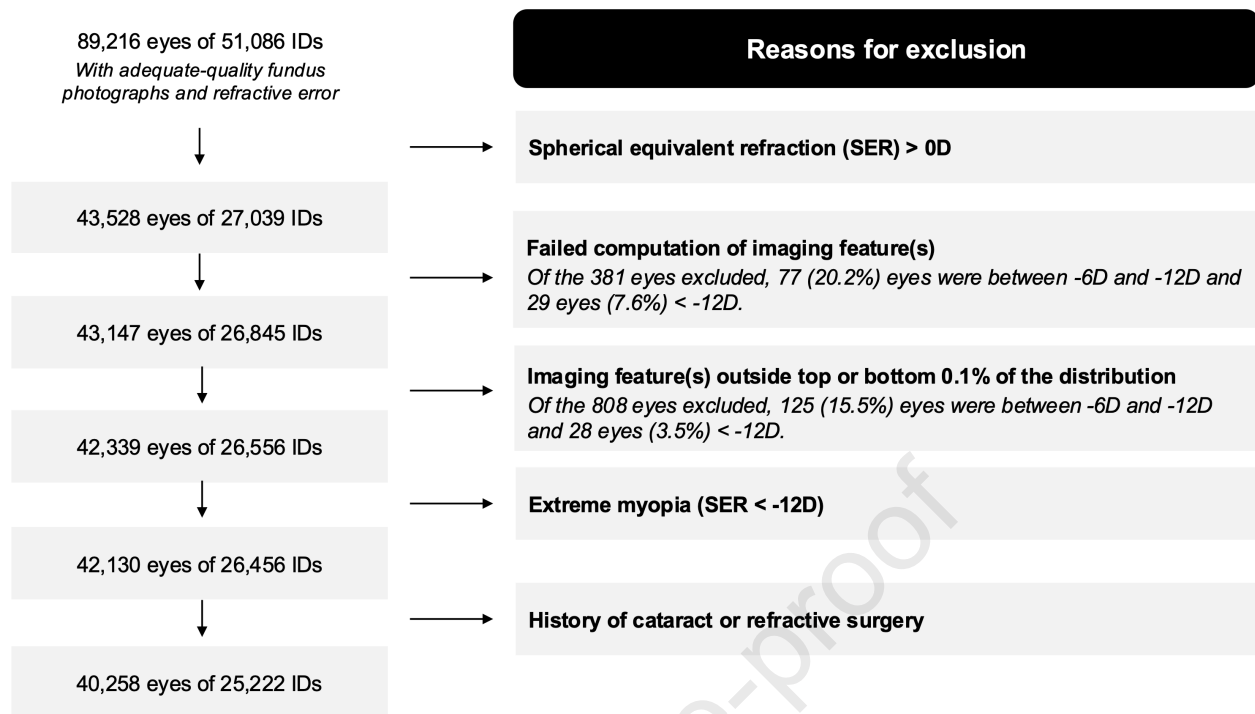 89,216 eyes of 51,086 IDs
With adequate-quality fundus
photographs and refractive error
Reasons for exclusion
Spherical equivalent refraction (SER) > 0D
43,528 eyes of 27,039 IDs
Failed computation of imaging feature(s)
Of the 381 eyes excluded, 77 (20.2%) eyes were between -6D and -12D and
29 eyes (7.6%) < -12D.
43,147 eyes of 26,845 IDs
Imaging feature(s) outside top or bottom 0.1% of the distribution
Of the 808 eyes excluded, 125 (15.5%) eyes were between -6D and -12D
and 28 eyes (3.5%) < -12D.
42,339 eyes of 26,556 IDs
Extreme myopia (SER < -12D)
42,130 eyes of 26,456 IDs
History of cataract or refractive surgery
40,258 eyes of 25,222 IDs
-proof